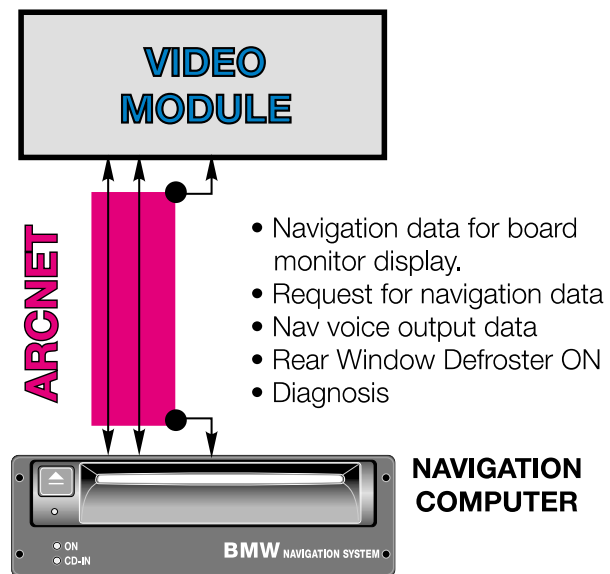 VIDEO
MODULE
ARCNET
• Navigation data for board
monitor display.
• Request for navigation data
• Nav voice output data
• Rear Window Defroster ON
• Diagnosis
NAVIGATION
COMPUTER
ON
CD-IN
BMW NAVIGATION SYSTEM